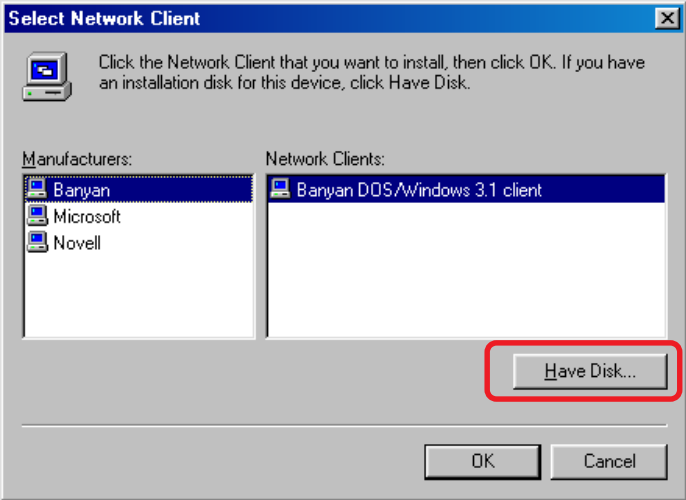 Select Network Client
Click the Network Client that you want to install, then click OK. If you have
an installation disk for this device, click Have Disk.
Manufacturers:
Banyan
Microsoft
Novell
Network Clients:
Banyan DOS/Windows 3.1 client
Have Disk...
OK
Cancel